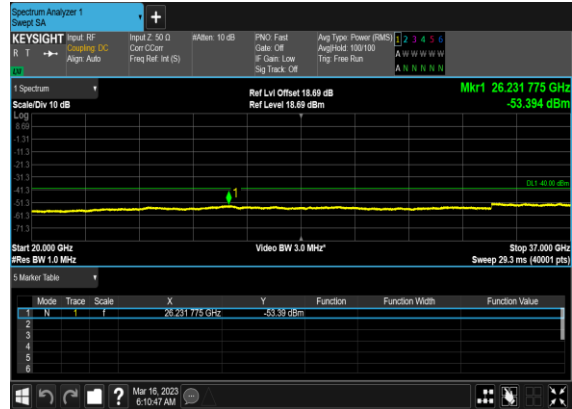 Spectrum Analyzer 1
Swept SA
+
KEYSIGHT Input: RF Input Z: 50 Ω #Atten: 10 dB PNO: Fast Avg Type: Power (RMS) 1 2 3 4 5 6
R T Coupling: DC Corr CCorr Gate: Off Avg|Hold: 100/100 A W W W W W
Align: Auto Freq Ref: Int (S) IF Gain: Low Trig: Free Run
Sig Track: Off A N N N N N
1 Spectrum Ref Lvl Offset 18.69 dB Mkr1 26.231 775 GHz
Scale/Div 10 dB Ref Level 18.69 dBm -53.394 dBm
Log
8.69
-1.31
-11.3
-21.3
-31.3
DL1 -40.00 dBm
-41.3
1
-51.3
-61.3
-71.3
Start 20.000 GHz Video BW 3.0 MHz* Stop 37.000 GHz
#Res BW 1.0 MHz Sweep 29.3 ms (40001 pts)
5 Marker Table
Mode Trace Scale X Y Function Function Width Function Value
1 N 1 f 26.231 775 GHz -53.39 dBm
2
3
4
5
6
? Mar 16, 2023
6:10:47 AM